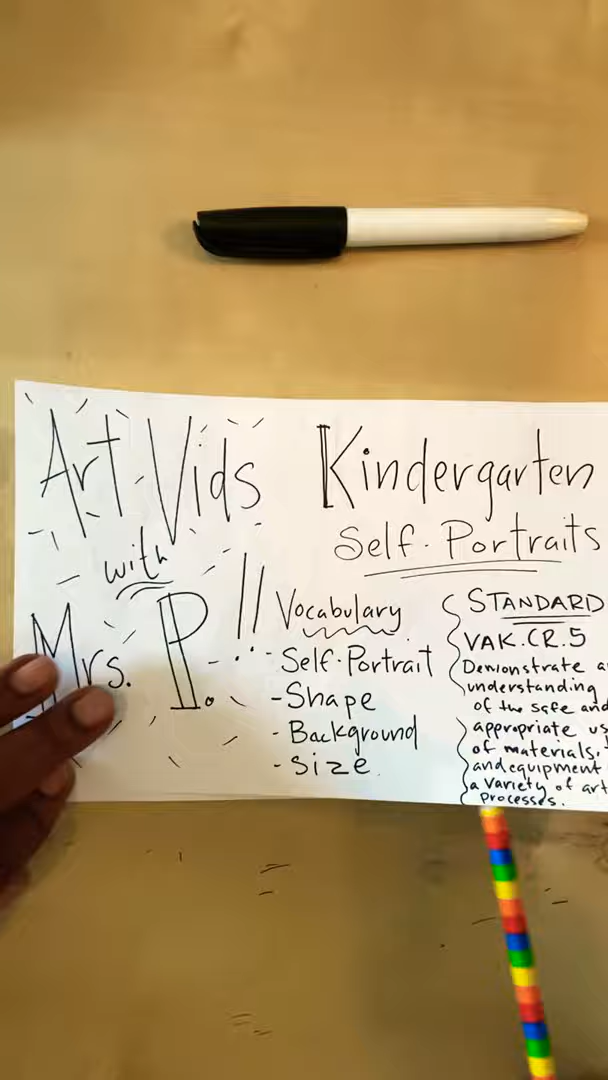 Art Vids
with
Mrs. P. !!
Kindergarten
Self-Portraits
Vocabulary
- Self-Portrait
- Shape
- Background
- Size
STANDARD
VAK.CR.5
Demonstrate a
understanding
of the safe and
appropriate us
of materials,
and equipment
a variety of art
processes.